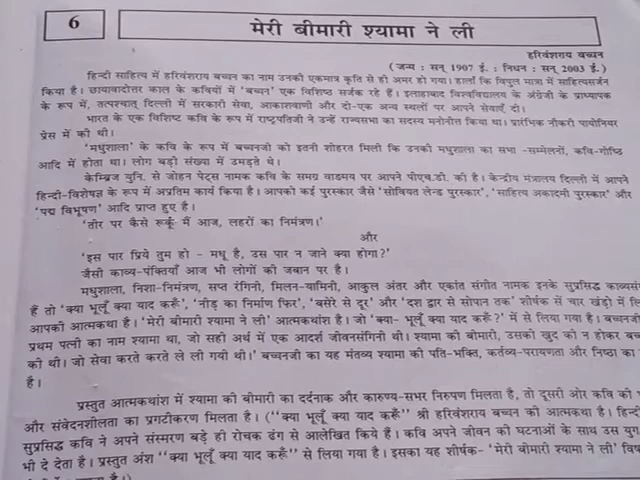 6
मेरी बीमारी श्यामा ने ली
हरिवंशराय बच्चन
(जन्म : सन् 1907 ई. : निधन : सन् 2003 ई.)
हिन्दी साहित्य में हरिवंशराय बच्चन का नाम उनकी एकमात्र कृति से ही अमर हो गया। हालाँ कि विपुल मात्रा में साहित्यसर्जन
किया है। छायावादोत्तर काल के कवियों में 'बच्चन' एक विशिष्ट सर्जक रहे हैं। इलाहाबाद विश्वविद्यालय के अंग्रेजी के प्राध्यापक
के रूप में, तत्पश्चात् दिल्ली में सरकारी सेवा, आकाशवाणी और दो-एक अन्य स्थलों पर आपने सेवाएँ दी।
भारत के एक विशिष्ट कवि के रूप में राष्ट्रपतिजी ने उन्हें राज्यसभा का सदस्य मनोनीत किया था। प्रारंभिक नौकरी पायोनियर
प्रेस में की थी।
'मधुशाला' के कवि के रूप में बच्चनजी को इतनी शोहरत मिली कि उनकी मधुशाला का सभा -सम्मेलनों, कवि-गोष्ठि
आदि में होता था। लोग बड़ी संख्या में उमड़ते थे।
केम्ब्रिज युनि. से जोहन पेट्स नामक कवि के समग्र वाङमय पर आपने पीएच.डी. की है। केन्द्रीय मंत्रालय दिल्ली में आपने
हिन्दी-विशेषज्ञ के रूप में अप्रतिम कार्य किया है। आपको कई पुरस्कार जैसे 'सोवियत लेन्ड पुरस्कार', 'साहित्य अकादमी पुरस्कार' और
'पद्म विभूषण' आदि प्राप्त हुए है।
'तीर पर कैसे रूकूँ- मैं आज, लहरों का निमंत्रण।'
और
'इस पार प्रिये तुम हो - मधू है, उस पार न जाने क्या होगा?'
जैसी काव्य-पंक्तियाँ आज भी लोगों की जबान पर है।
मधुशाला, निशा-निमंत्रण, सप्त रंगिनी, मिलन-यामिनी, आकुल अंतर और एकांत संगीत नामक इनके सुप्रसिद्ध काव्यसं
हैं तो 'क्या भूलूँ क्या याद करूँ', 'नीड़ का निर्माण फिर', 'बसेरे से दूर' और 'दश द्वार से सोपान तक' शीर्षक सें चार खंडो़ में लि
आपकी आत्मकथा है। 'मेरी बीमारी श्यामा ने ली' आत्मकथांश है। जो 'क्या- भूलूँ क्या याद करूँ?' में से लिया गया है। बच्चनजी
प्रथम पत्नी का नाम श्यामा था, जो सही अर्थ में एक आदर्श जीवनसंगिनी थी। श्यामा की बीमारी, उसकी खुद की न होकर बच
की थी। जो सेवा करते करते ले ली गयी थी।' बच्चनजी का यह मंतव्य श्यामा की पति-भक्ति, कर्तव्य-परायणता और निष्ठा का
है।
प्रस्तुत आत्मकथांश में श्यामा की बीमारी का दर्दनाक और कारुण्य-सभर निरुपण मिलता है, तो दूसरी ओर कवि की
और संवेदनशीलता का प्रगटीकरण मिलता है। (''क्या भूलूँ क्या याद करूँ'' श्री हरिवंशराय बच्चन की आत्मकथा है। हिन्दी
सुप्रसिद्ध कवि ने अपने संस्मरण बड़े ही रोचक ढंग से आलेखित किये हैं। कवि अपने जीवन की घटनाओं के साथ उस युग
भी दे देता है। प्रस्तुत अंश ''क्या भूलूँ क्या याद करूँ'' से लिया गया है। इसका यह शीर्षक- 'मेरी बीमारी श्यामा ने ली' विष